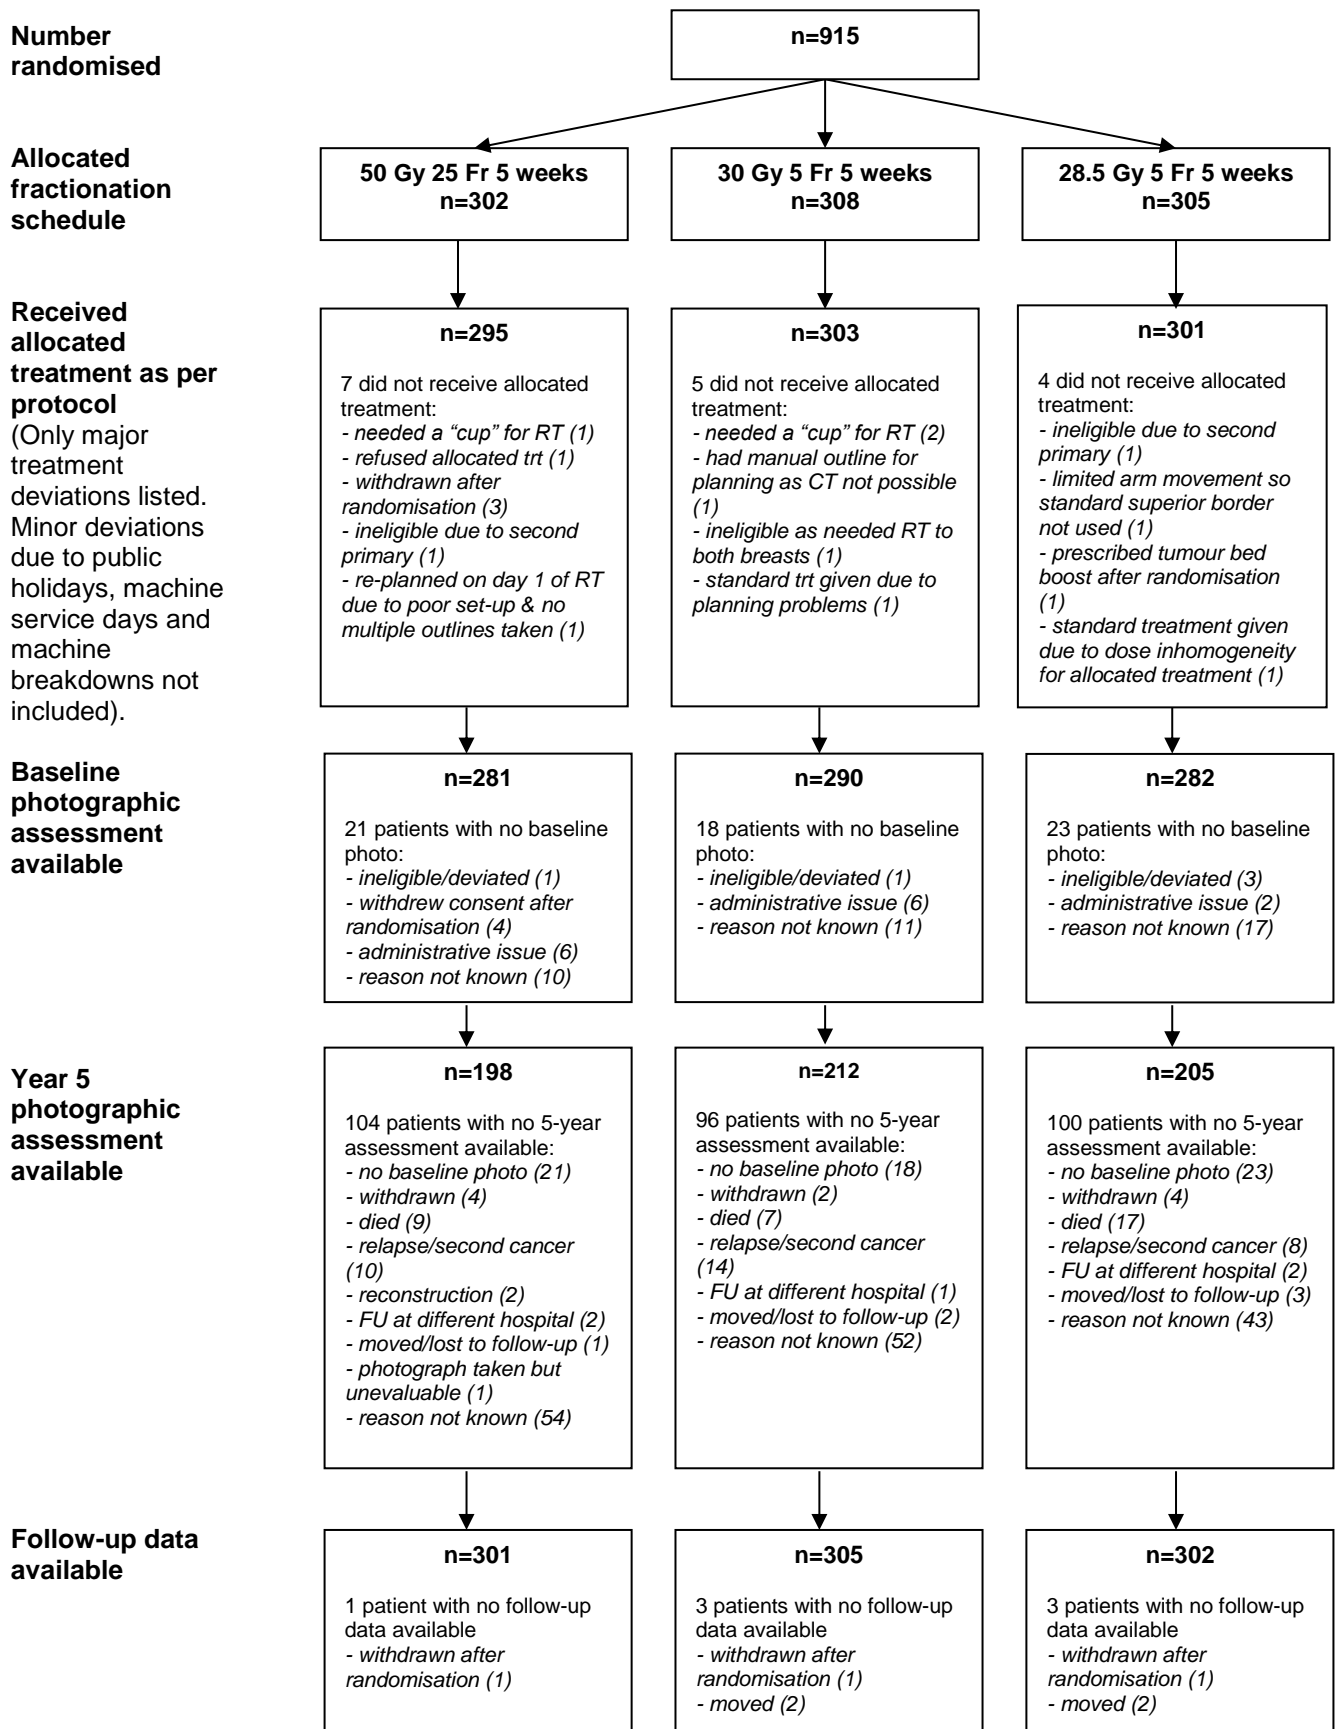 Number
randomised
n=915
Allocated
fractionation
schedule
50 Gy 25 Fr 5 weeks
n=302
30 Gy 5 Fr 5 weeks
n=308
28.5 Gy 5 Fr 5 weeks
n=305
Received
allocated
treatment as per
protocol
(Only major
treatment
deviations listed.
Minor deviations
due to public
holidays, machine
service days and
machine
breakdowns not
included).
n=295
7 did not receive allocated
treatment:
- needed a “cup” for RT (1)
- refused allocated trt (1)
- withdrawn after
randomisation (3)
- ineligible due to second
primary (1)
- re-planned on day 1 of RT
due to poor set-up & no
multiple outlines taken (1)
n=303
5 did not receive allocated
treatment:
- needed a “cup” for RT (2)
- had manual outline for
planning as CT not possible
(1)
- ineligible as needed RT to
both breasts (1)
- standard trt given due to
planning problems (1)
n=301
4 did not receive allocated
treatment:
- ineligible due to second
primary (1)
- limited arm movement so
standard superior border
not used (1)
- prescribed tumour bed
boost after randomisation
(1)
- standard treatment given
due to dose inhomogeneity
for allocated treatment (1)
Baseline
photographic
assessment
available
n=281
21 patients with no baseline
photo:
- ineligible/deviated (1)
- withdrew consent after
randomisation (4)
- administrative issue (6)
- reason not known (10)
n=290
18 patients with no baseline
photo:
- ineligible/deviated (1)
- administrative issue (6)
- reason not known (11)
n=282
23 patients with no baseline
photo:
- ineligible/deviated (3)
- administrative issue (2)
- reason not known (17)
Year 5
photographic
assessment
available
n=198
104 patients with no 5-year
assessment available:
- no baseline photo (21)
- withdrawn (4)
- died (9)
- relapse/second cancer
(10)
- reconstruction (2)
- FU at different hospital (2)
- moved/lost to follow-up (1)
- photograph taken but
unevaluable (1)
- reason not known (54)
n=212
96 patients with no 5-year
assessment available:
- no baseline photo (18)
- withdrawn (2)
- died (7)
- relapse/second cancer
(14)
- FU at different hospital (1)
- moved/lost to follow-up (2)
- reason not known (52)
n=205
100 patients with no 5-year
assessment available:
- no baseline photo (23)
- withdrawn (4)
- died (17)
- relapse/second cancer (8)
- FU at different hospital (2)
- moved/lost to follow-up (3)
- reason not known (43)
Follow-up data
available
n=301
1 patient with no follow-up
data available
- withdrawn after
randomisation (1)
n=305
3 patients with no follow-up
data available
- withdrawn after
randomisation (1)
- moved (2)
n=302
3 patients with no follow-up
data available
- withdrawn after
randomisation (1)
- moved (2)